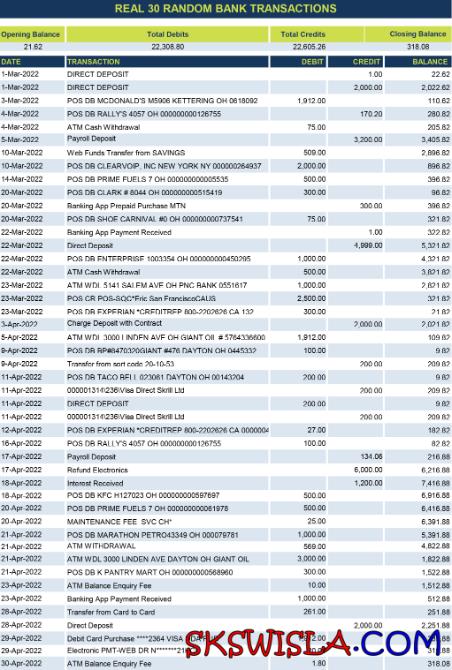 REAL 30 RANDOM BANK TRANSACTIONS
Opening Balance Total Debits Total Credits Closing Balance
21.62 22,308.80 22,605.26 318.08
DATE TRANSACTION DEBIT CREDIT BALANCE
1-Mar-2022 DIRECT DEPOSIT 1.00 22.62
1-Mar-2022 DIRECT DEPOSIT 2,000.00 2,022.62
3-Mar-2022 POS DB MCDONALD'S M5906 KETTERING OH 0618092 1,912.00 110.62
4-Mar-2022 POS DB RALLY'S 4057 OH 000000000126755 170.20 280.82
4-Mar-2022 ATM Cash Withdrawal 75.00 205.82
5-Mar-2022 Payroll Deposit 3,200.00 3,405.82
10-Mar-2022 Web Funds Transfer from SAVINGS 509.00 2,896.82
10-Mar-2022 POS DB CLEARVOIP, INC NEW YORK NY 000000264937 2,000.00 896.82
14-Mar-2022 POS DB PRIME FUELS 7 OH 000000000005535 500.00 396.82
20-Mar-2022 POS DB CLARK # 8044 OH 000000000515419 300.00 96.82
20-Mar-2022 Banking App Prepaid Purchase MTN 300.00 396.82
20-Mar-2022 POS DB SHOE CARNIVAL #0 OH 000000000737541 75.00 321.82
22-Mar-2022 Banking App Payment Received 1.00 322.82
22-Mar-2022 Direct Deposit 4,999.00 5,321.82
22-Mar-2022 POS DB ENTERPRISE 1003354 OH 000000000450295 1,000.00 4,321.82
22-Mar-2022 ATM Cash Withdrawal 500.00 3,821.82
23-Mar-2022 ATM WDL 5141 SALEM AVE OH PNC BANK 0551617 1,000.00 2,821.82
23-Mar-2022 POS CR POS-SQC*Eric San FranciscoCAUS 2,500.00 321.82
23-Mar-2022 POS DB EXPERIAN *CREDITREP 800-2202626 CA 132 300.00 21.82
3-Apr-2022 Charge Deposit with Contract 2,000.00 2,021.82
5-Apr-2022 ATM WDL 3000 LINDEN AVE OH GIANT OIL # 5764336600 1,912.00 109.82
9-Apr-2022 POS DB BP#8470320GIANT #476 DAYTON OH 0445332 100.00 9.82
9-Apr-2022 Transfer from sort code 20-10-53 200.00 209.82
11-Apr-2022 POS DB TACO BELL 023061 DAYTON OH 00143204 200.00 9.82
11-Apr-2022 000001314\236\Visa Direct Skrill Ltd 200.00 209.82
11-Apr-2022 DIRECT DEPOSIT 200.00 9.82
11-Apr-2022 000001314\236\Visa Direct Skrill Ltd 200.00 209.82
12-Apr-2022 POS DB EXPERIAN *CREDITREP 800-2202626 CA 0000004 27.00 182.82
16-Apr-2022 POS DB RALLY'S 4057 OH 000000000126755 100.00 82.82
17-Apr-2022 Payroll Deposit 134.06 216.88
17-Apr-2022 Refund Electronics 6,000.00 6,216.88
18-Apr-2022 Interest Received 1,200.00 7,416.88
18-Apr-2022 POS DB KFC H127023 OH 000000000597697 500.00 6,916.88
20-Apr-2022 POS DB PRIME FUELS 7 OH 000000000061978 500.00 6,416.88
20-Apr-2022 MAINTENANCE FEE SVC CH* 25.00 6,391.88
21-Apr-2022 POS DB MARATHON PETRO43349 OH 000079781 1,000.00 5,391.88
21-Apr-2022 ATM WITHDRAWAL 569.00 4,822.88
21-Apr-2022 ATM WDL 3000 LINDEN AVE DAYTON OH GIANT OIL 3,000.00 1,822.88
21-Apr-2022 POS DB K PANTRY MART OH 000000000568960 300.00 1,522.88
23-Apr-2022 ATM Balance Enquiry Fee 10.00 1,512.88
23-Apr-2022 Banking App Payment Received 1,000.00 512.88
28-Apr-2022 Transfer from Card to Card 261.00 251.88
28-Apr-2022 Direct Deposit 2,000.00 2,251.88
29-Apr-2022 Debit Card Purchase ****2364 VISA
29-Apr-2022 Electronic PMT-WEB DR
30-Apr-2022 ATM Balance Enquiry Fee 1.80 318.08
SKSWISLA.COM